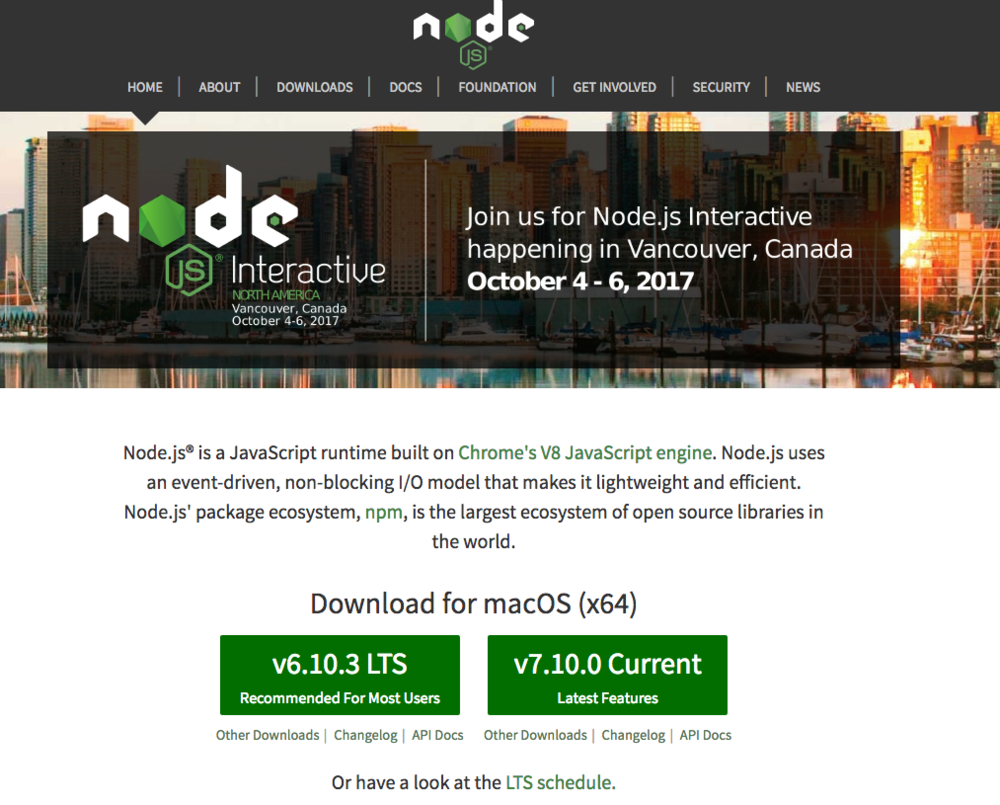 node
JS®
HOME | ABOUT | DOWNLOADS | DOCS | FOUNDATION | GET INVOLVED | SECURITY | NEWS
node
JS® Interactive
NORTH AMERICA
Vancouver, Canada
October 4-6, 2017
Join us for Node.js Interactive
happening in Vancouver, Canada
October 4 - 6, 2017
Node.js® is a JavaScript runtime built on Chrome's V8 JavaScript engine. Node.js uses
an event-driven, non-blocking I/O model that makes it lightweight and efficient.
Node.js' package ecosystem, npm, is the largest ecosystem of open source libraries in
the world.
Download for macOS (x64)
v6.10.3 LTS
Recommended For Most Users
v7.10.0 Current
Latest Features
Other Downloads | Changelog | API Docs
Other Downloads | Changelog | API Docs
Or have a look at the LTS schedule.